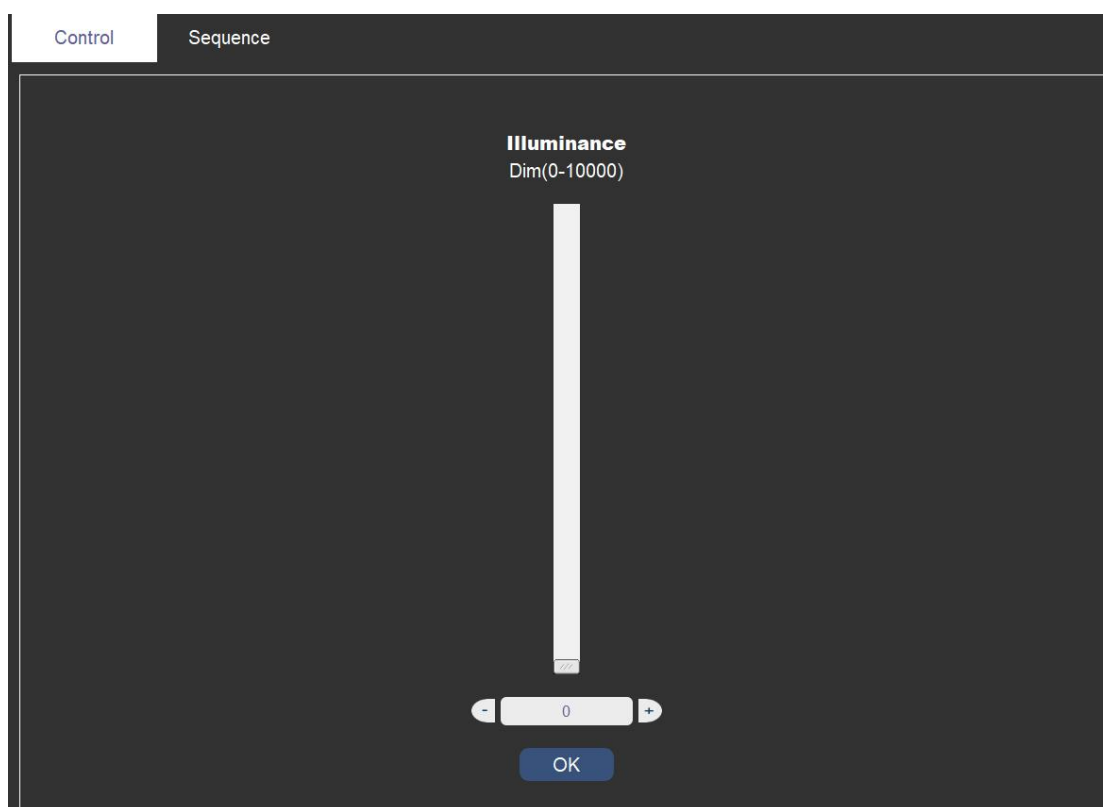 Control
Sequence
Illuminance
Dim(0-10000)
- 0 +
OK